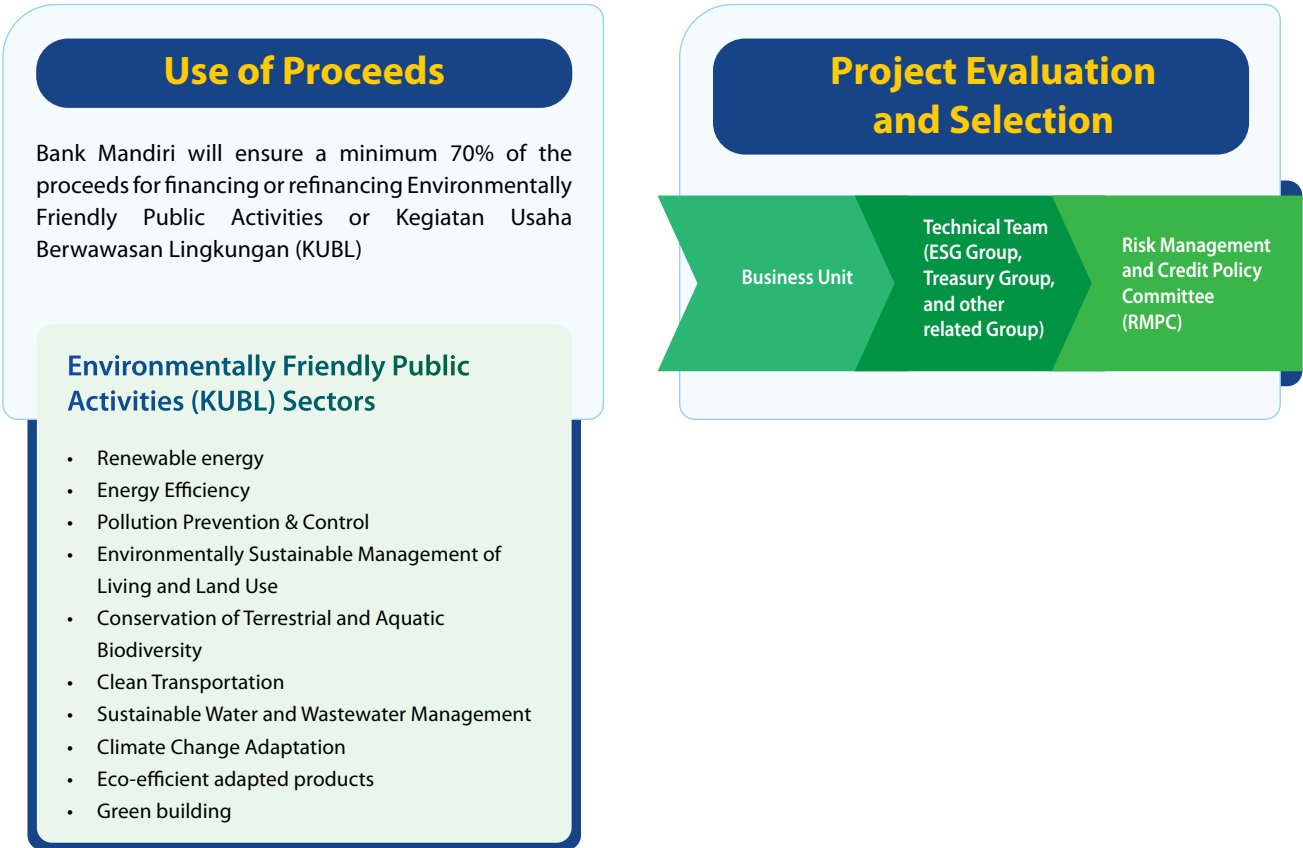 Use of Proceeds
Bank Mandiri will ensure a minimum 70% of the
proceeds for financing or refinancing Environmentally
Friendly Public Activities or Kegiatan Usaha
Berwawasan Lingkungan (KUBL)
Environmentally Friendly Public
Activities (KUBL) Sectors
• Renewable energy
• Energy Efficiency
• Pollution Prevention & Control
• Environmentally Sustainable Management of
Living and Land Use
• Conservation of Terrestrial and Aquatic
Biodiversity
• Clean Transportation
• Sustainable Water and Wastewater Management
• Climate Change Adaptation
• Eco-efficient adapted products
• Green building
Project Evaluation
and Selection
Business Unit
Technical Team
(ESG Group,
Treasury Group,
and other
related Group)
Risk Management
and Credit Policy
Committee
(RMPC)